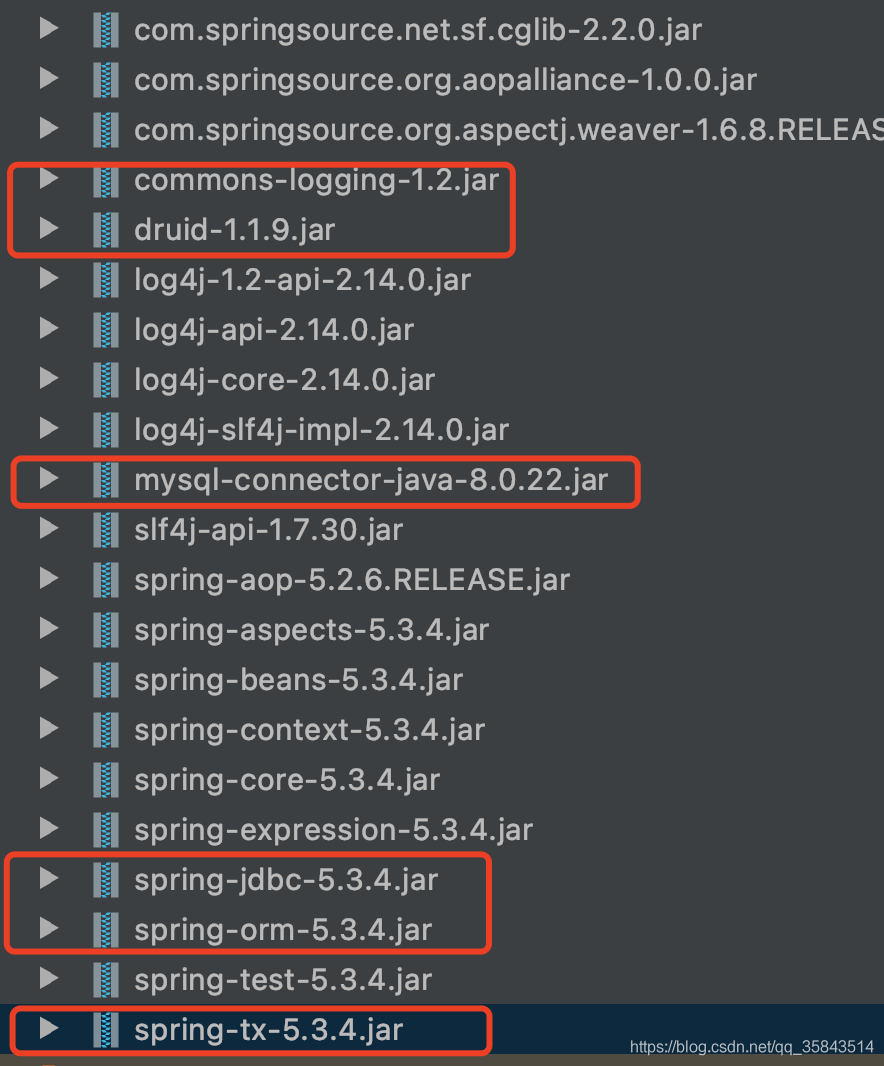 com.springsource.net.sf.cglib-2.2.0.jar
com.springsource.org.aopalliance-1.0.0.jar
com.springsource.org.aspectj.weaver-1.6.8.RELEAS
commons-logging-1.2.jar
druid-1.1.9.jar
log4j-1.2-api-2.14.0.jar
log4j-api-2.14.0.jar
log4j-core-2.14.0.jar
log4j-slf4j-impl-2.14.0.jar
mysql-connector-java-8.0.22.jar
slf4j-api-1.7.30.jar
spring-aop-5.2.6.RELEASE.jar
spring-aspects-5.3.4.jar
spring-beans-5.3.4.jar
spring-context-5.3.4.jar
spring-core-5.3.4.jar
spring-expression-5.3.4.jar
spring-jdbc-5.3.4.jar
spring-orm-5.3.4.jar
spring-test-5.3.4.jar
spring-tx-5.3.4.jar
https://blog.csdn.net/qq_35843514